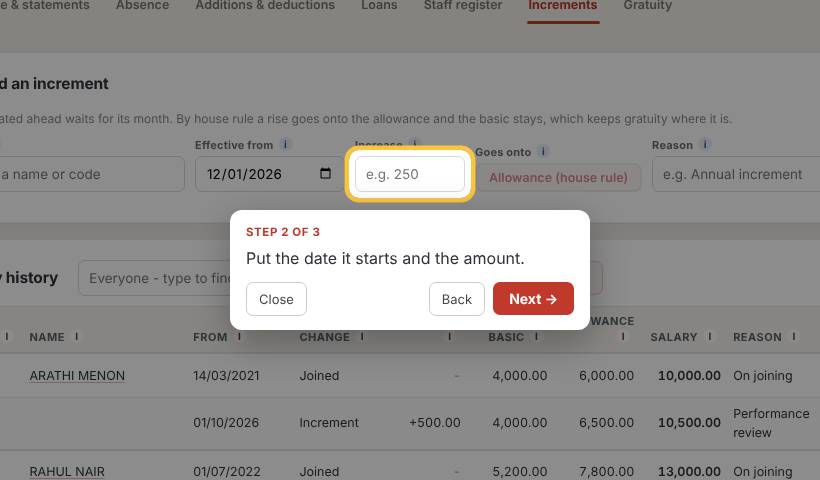 e & statements Absence Additions & deductions Loans Staff register Increments Gratuity
d an increment
ated ahead waits for its month. By house rule a rise goes onto the allowance and the basic stays, which keeps gratuity where it is.
Effective from i Increase i Goes onto i Reason i
a name or code 12/01/2026 e.g. 250 Allowance (house rule) e.g. Annual increment
STEP 2 OF 3
Put the date it starts and the amount.
Close Back Next →
y history Everyone - type to find
NAME i FROM i CHANGE i i BASIC i WANCE i SALARY i REASON i
ARATHI MENON 14/03/2021 Joined - 4,000.00 6,000.00 10,000.00 On joining
01/10/2026 Increment +500.00 4,000.00 6,500.00 10,500.00 Performance
review
RAHUL NAIR 01/07/2022 Joined - 5,200.00 7,800.00 13,000.00 On joining